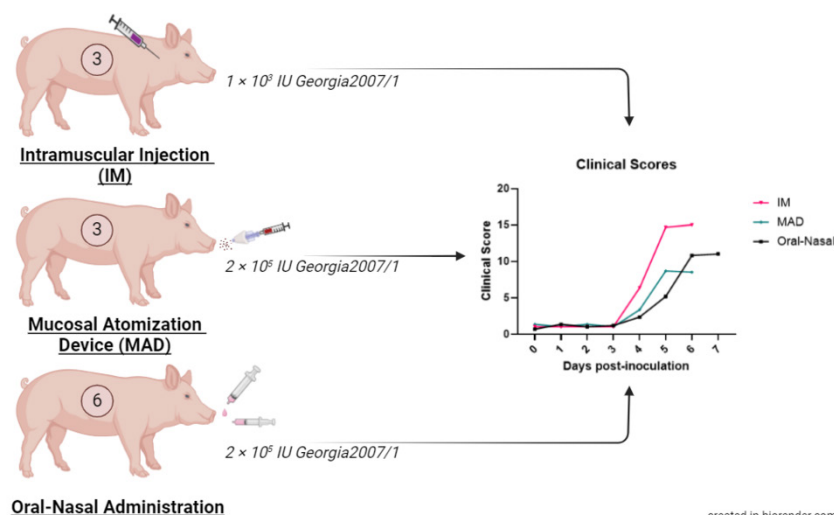 3
1 × 10³ IU Georgia2007/1
Intramuscular Injection
(IM)
3
2 × 10⁵ IU Georgia2007/1
Mucosal Atomization
Device (MAD)
6
2 × 10⁵ IU Georgia2007/1
Oral-Nasal Administration
Clinical Scores
Clinical Score
20
15
10
5
0
0 1 2 3 4 5 6 7
Days post-inoculation
IM
MAD
Oral-Nasal